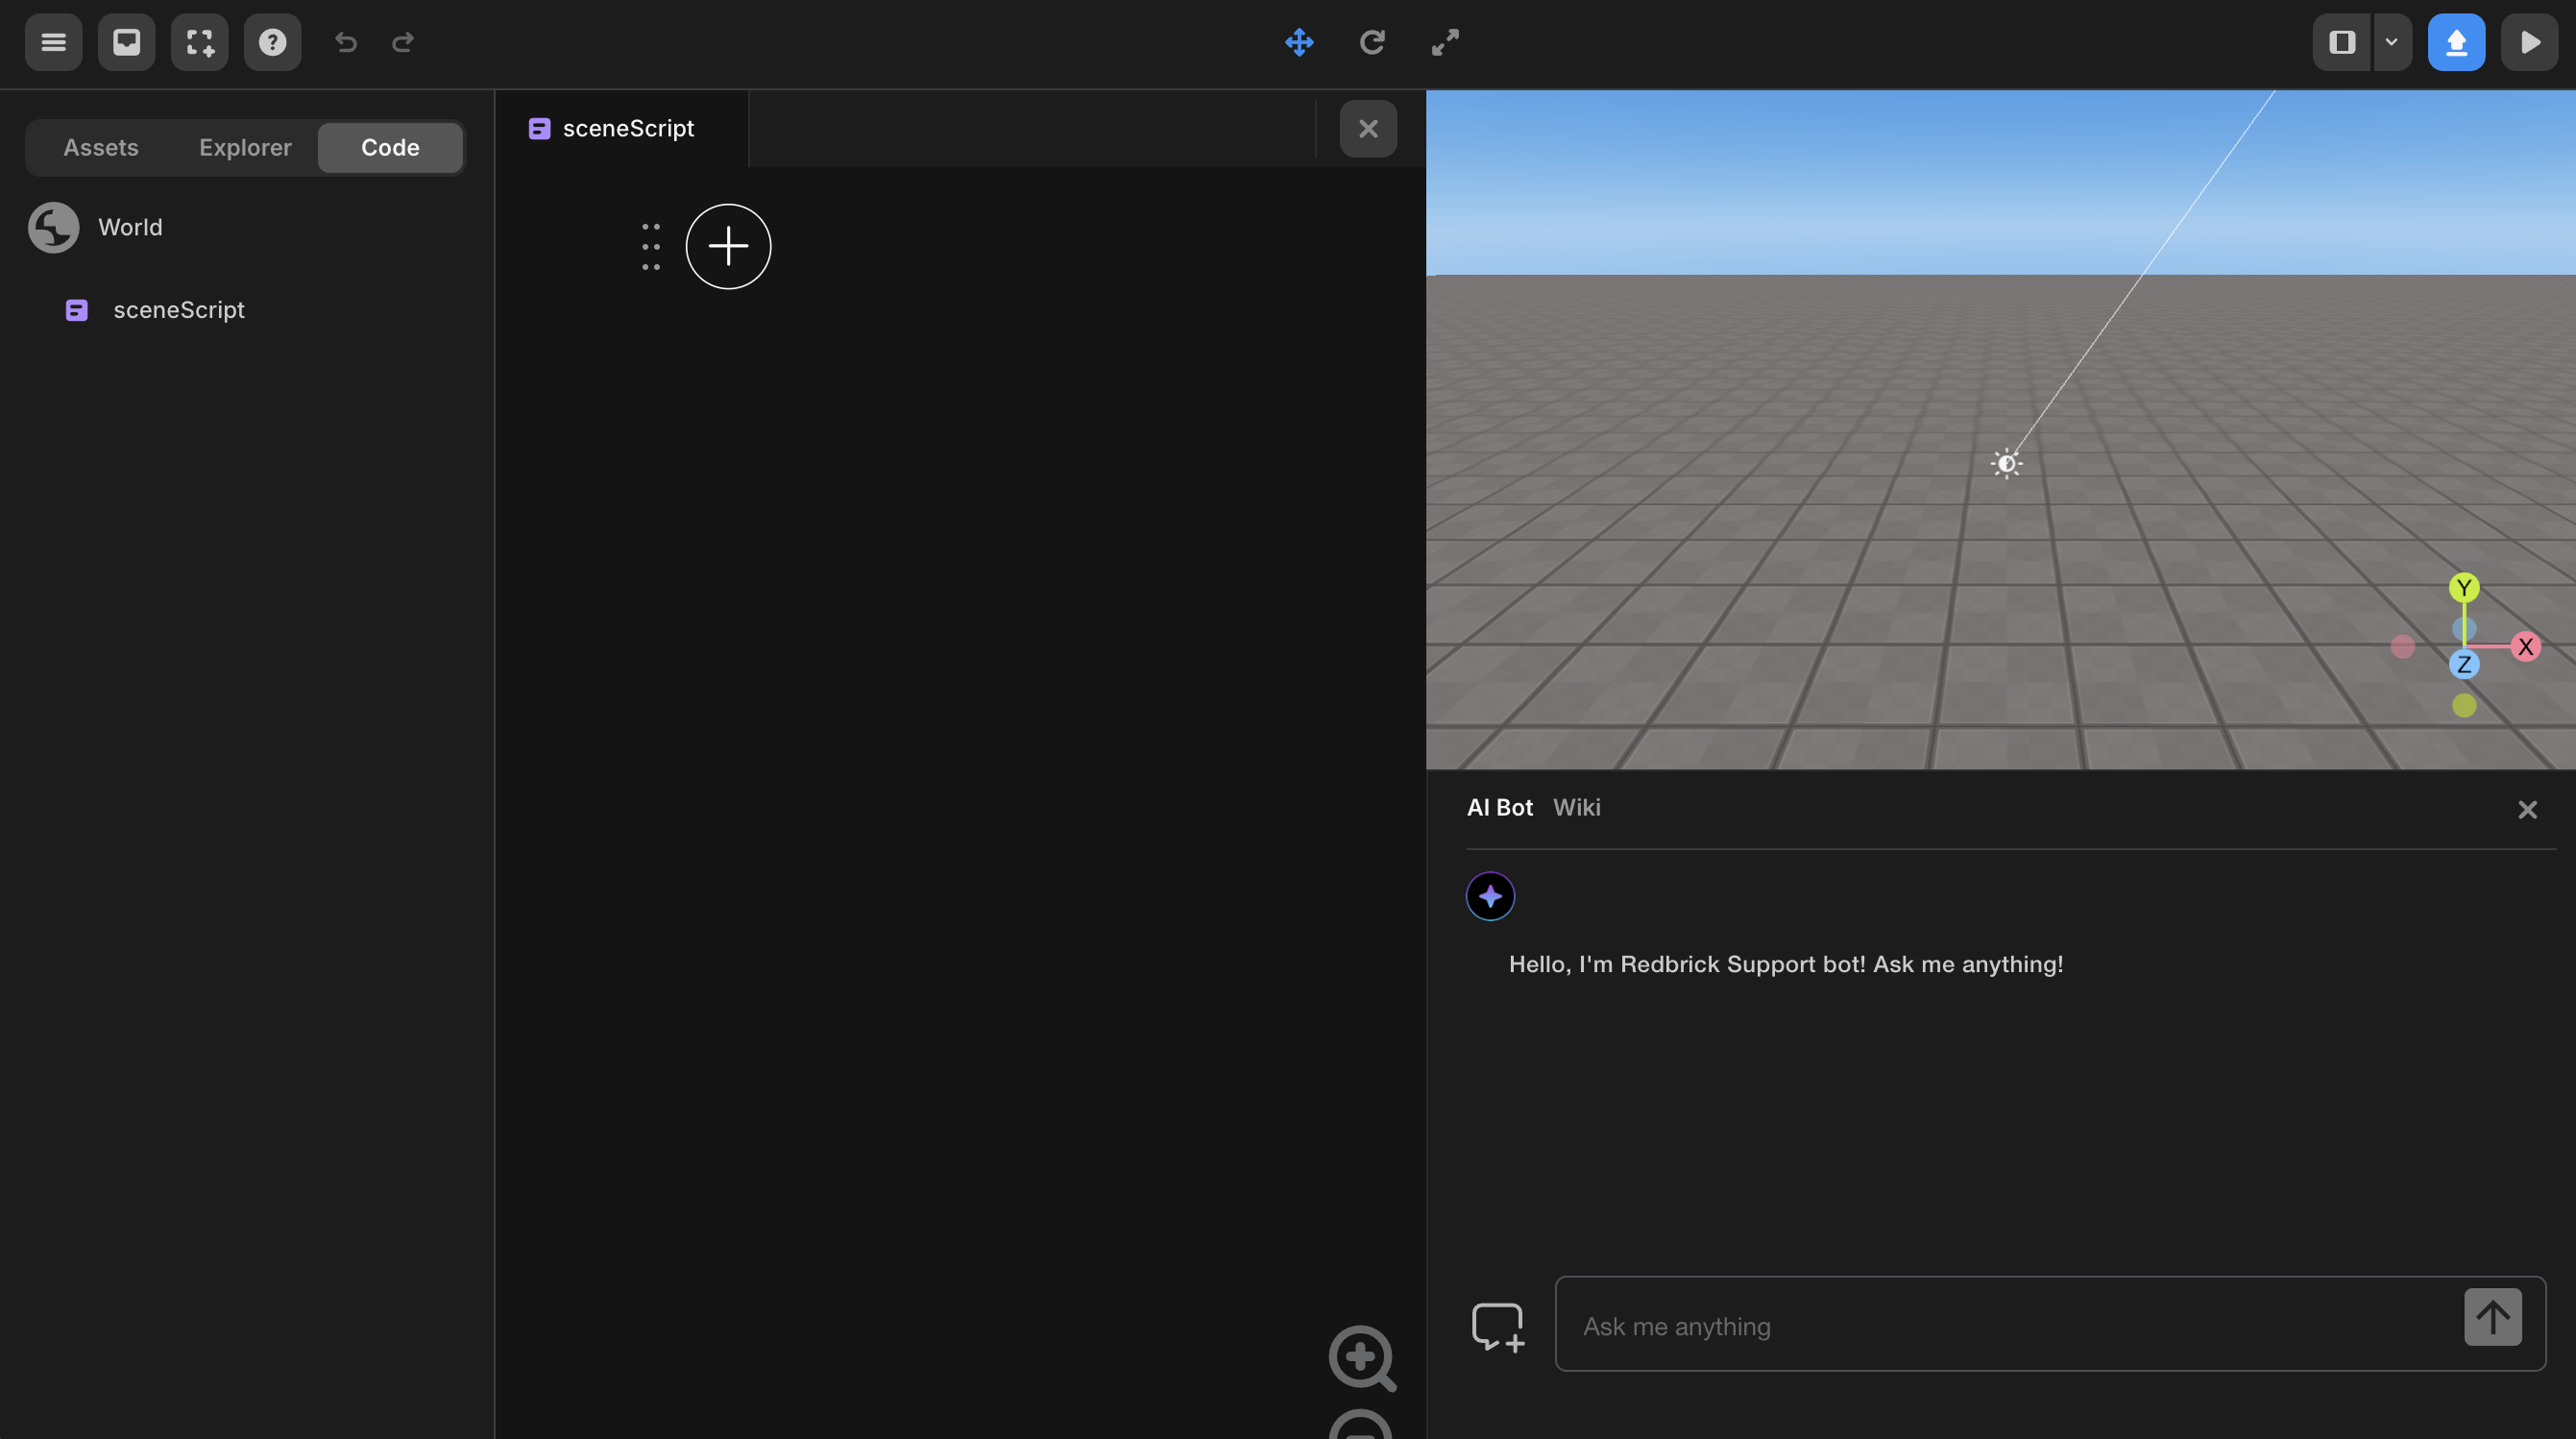 Assets
Explorer
Code
World
sceneScript
sceneScript
Y
X
Z
AI Bot
Wiki
Hello, I'm Redbrick Support bot! Ask me anything!
Ask me anything